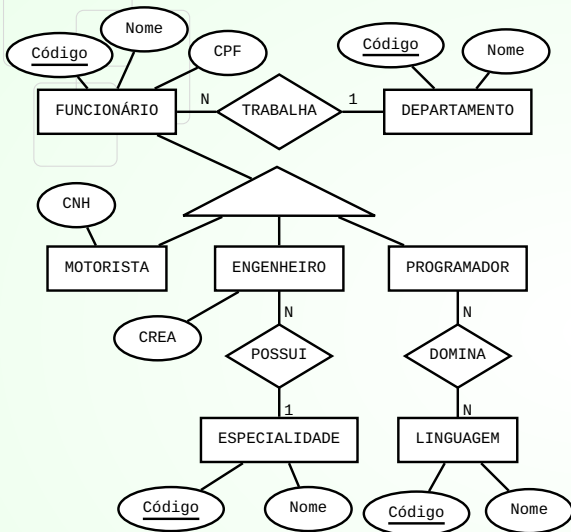 Código
Nome
CPF
Código
Nome
FUNCIONÁRIO
N
TRABALHA
1
DEPARTAMENTO
CNH
MOTORISTA
ENGENHEIRO
PROGRAMADOR
CREA
N
POSSUI
1
N
DOMINA
N
ESPECIALIDADE
LINGUAGEM
Código
Nome
Código
Nome